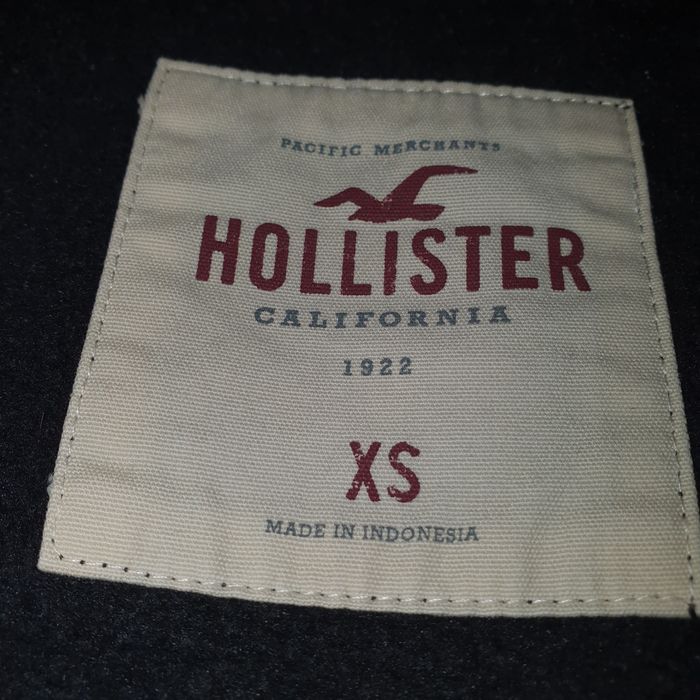 PACIFIC MERCHANTS
HOLLISTER
CALIFORNIA
1922
XS
MADE IN INDONESIA